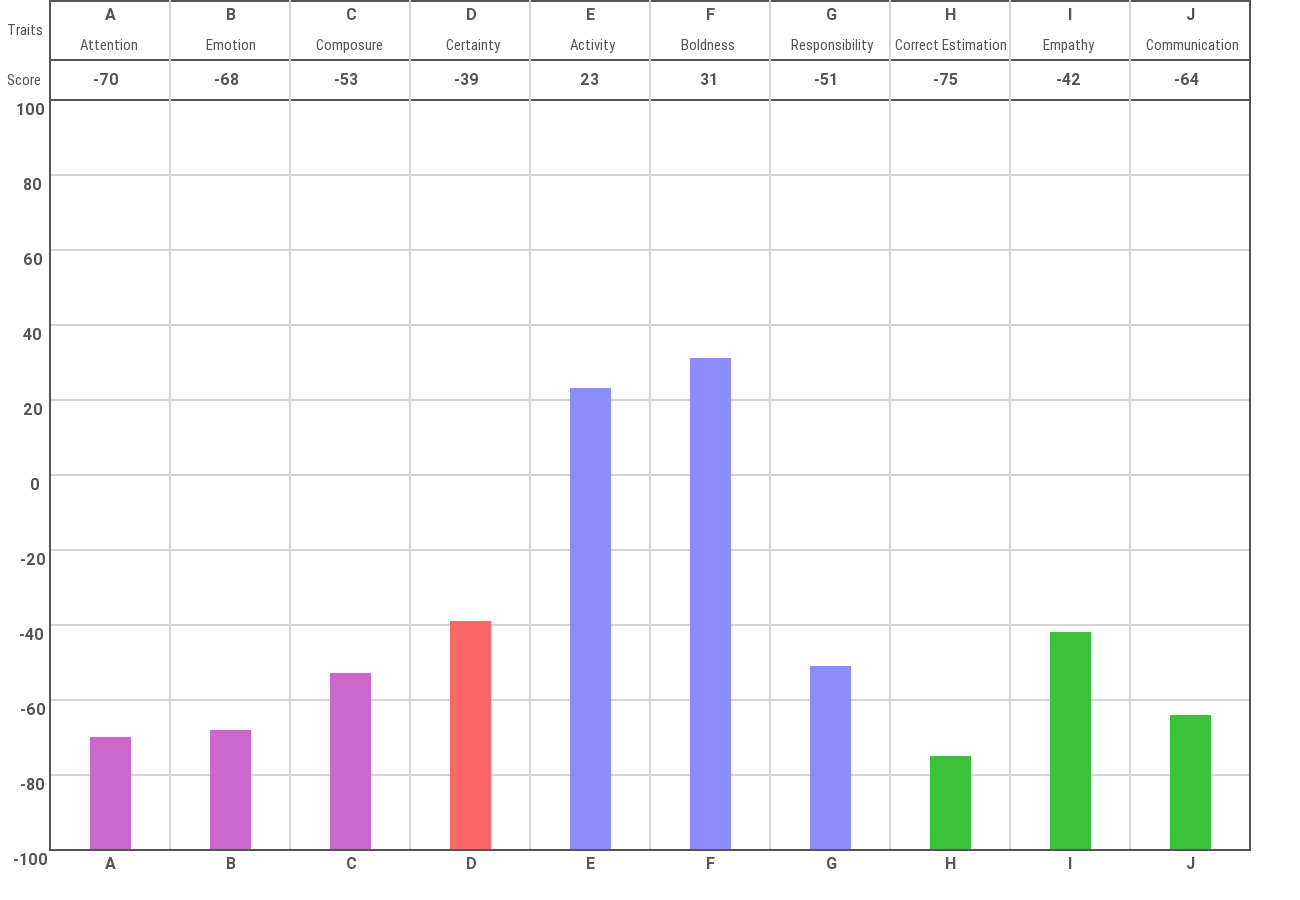 A B C D E F G H I J
Traits
Attention Emotion Composure Certainty Activity Boldness Responsibility Correct Estimation Empathy Communication
Score -70 -68 -53 -39 23 31 -51 -75 -42 -64
100
80
60
40
20
0
-20
-40
-60
-80
-100
A B C D E F G H I J